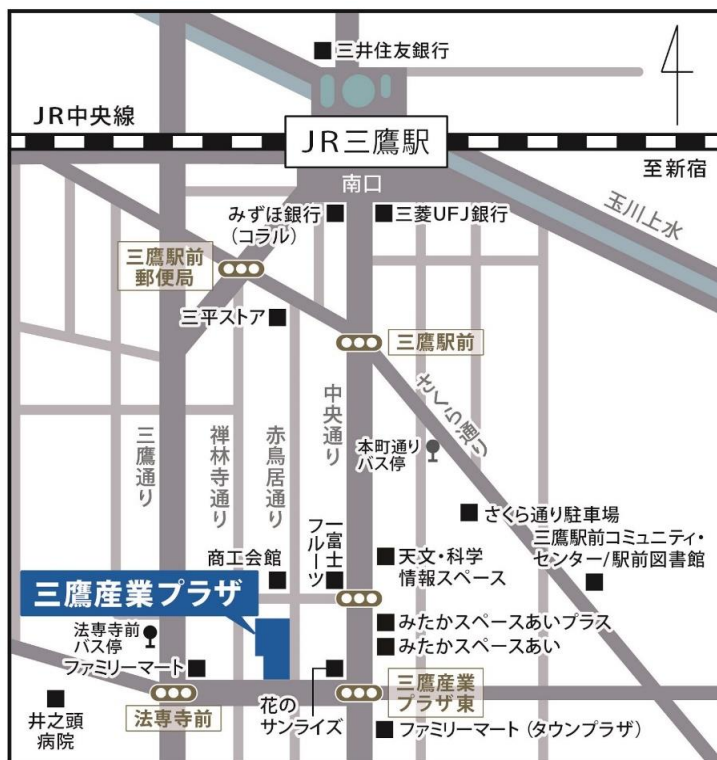 三井住友銀行
JR中央線
JR三鷹駅
至新宿
南口
みずほ銀行
(コラル)
三菱UFJ銀行
玉川上水
三鷹駅前
郵便局
三平ストア
三鷹駅前
さくら通り
中央通り
本町通り
バス停
三鷹通り
禅林寺通り
赤鳥居通り
さくら通り駐車場
三鷹駅前コミュニティ・
センター/駅前図書館
商工会館
一富士
フルーツ
天文・科学
情報スペース
三鷹産業プラザ
みたかスペースあいプラス
みたかスペースあい
法専寺前
バス停
ファミリーマート
法専寺前
花の
サンライズ
三鷹産業
プラザ東
井之頭
病院
ファミリーマート(タウンプラザ)